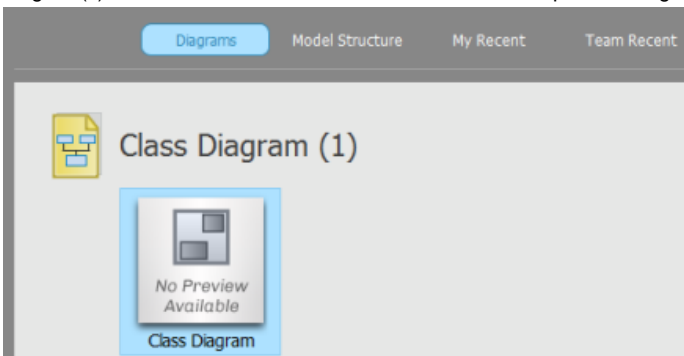 Diagrams Model Structure My Recent Team Recent
Class Diagram (1)
No Preview
Available
Class Diagram